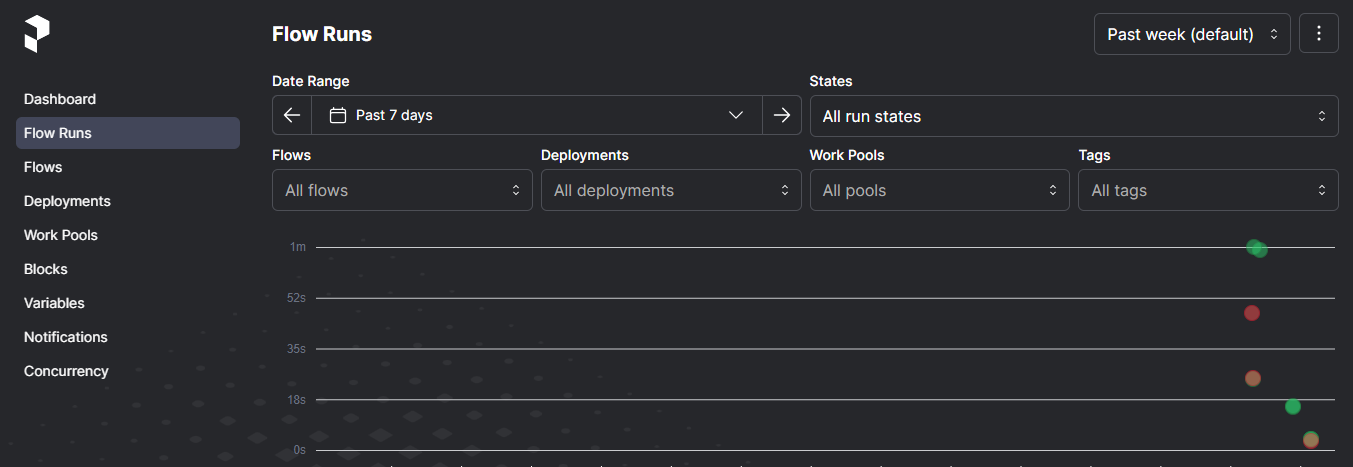 Flow Runs
Past week (default)
Dashboard
Flow Runs
Flows
Deployments
Work Pools
Blocks
Variables
Notifications
Concurrency
Date Range
States
Past 7 days
All run states
Flows
Deployments
Work Pools
Tags
All flows
All deployments
All pools
All tags
1m
52s
35s
18s
0s